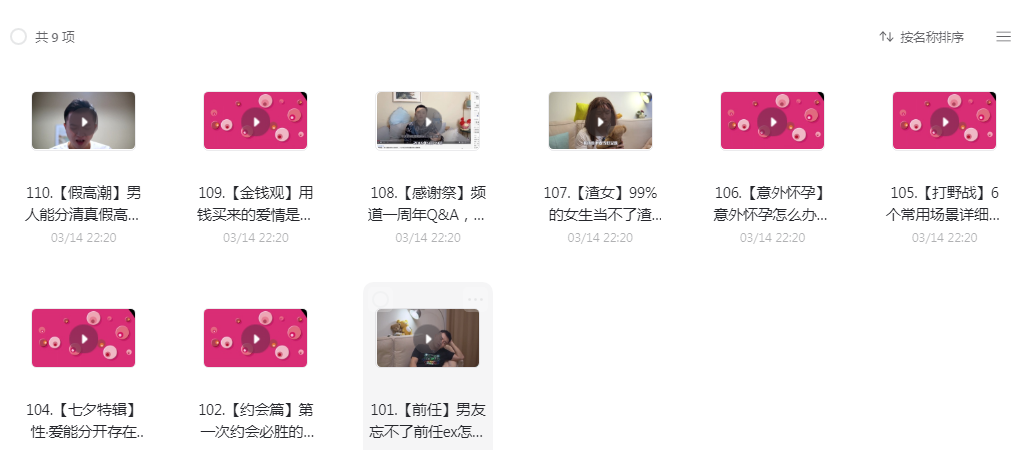 共 9 项
按名称排序
110.【假高潮】男
人能分清真假高...
03/14 22:20
109.【金钱观】用
钱买来的爱情是...
03/14 22:20
108.【感谢祭】频
道一周年Q&A，...
03/14 22:20
107.【渣女】99%
的女生当不了渣...
03/14 22:20
106.【意外怀孕】
意外怀孕怎么办...
03/14 22:20
105.【打野战】6
个常用场景详细...
03/14 22:20
104.【七夕特辑】
性·爱能分开存在..
102.【约会篇】第
一次约会必胜的...
101.【前任】男友
忘不了前任ex怎...